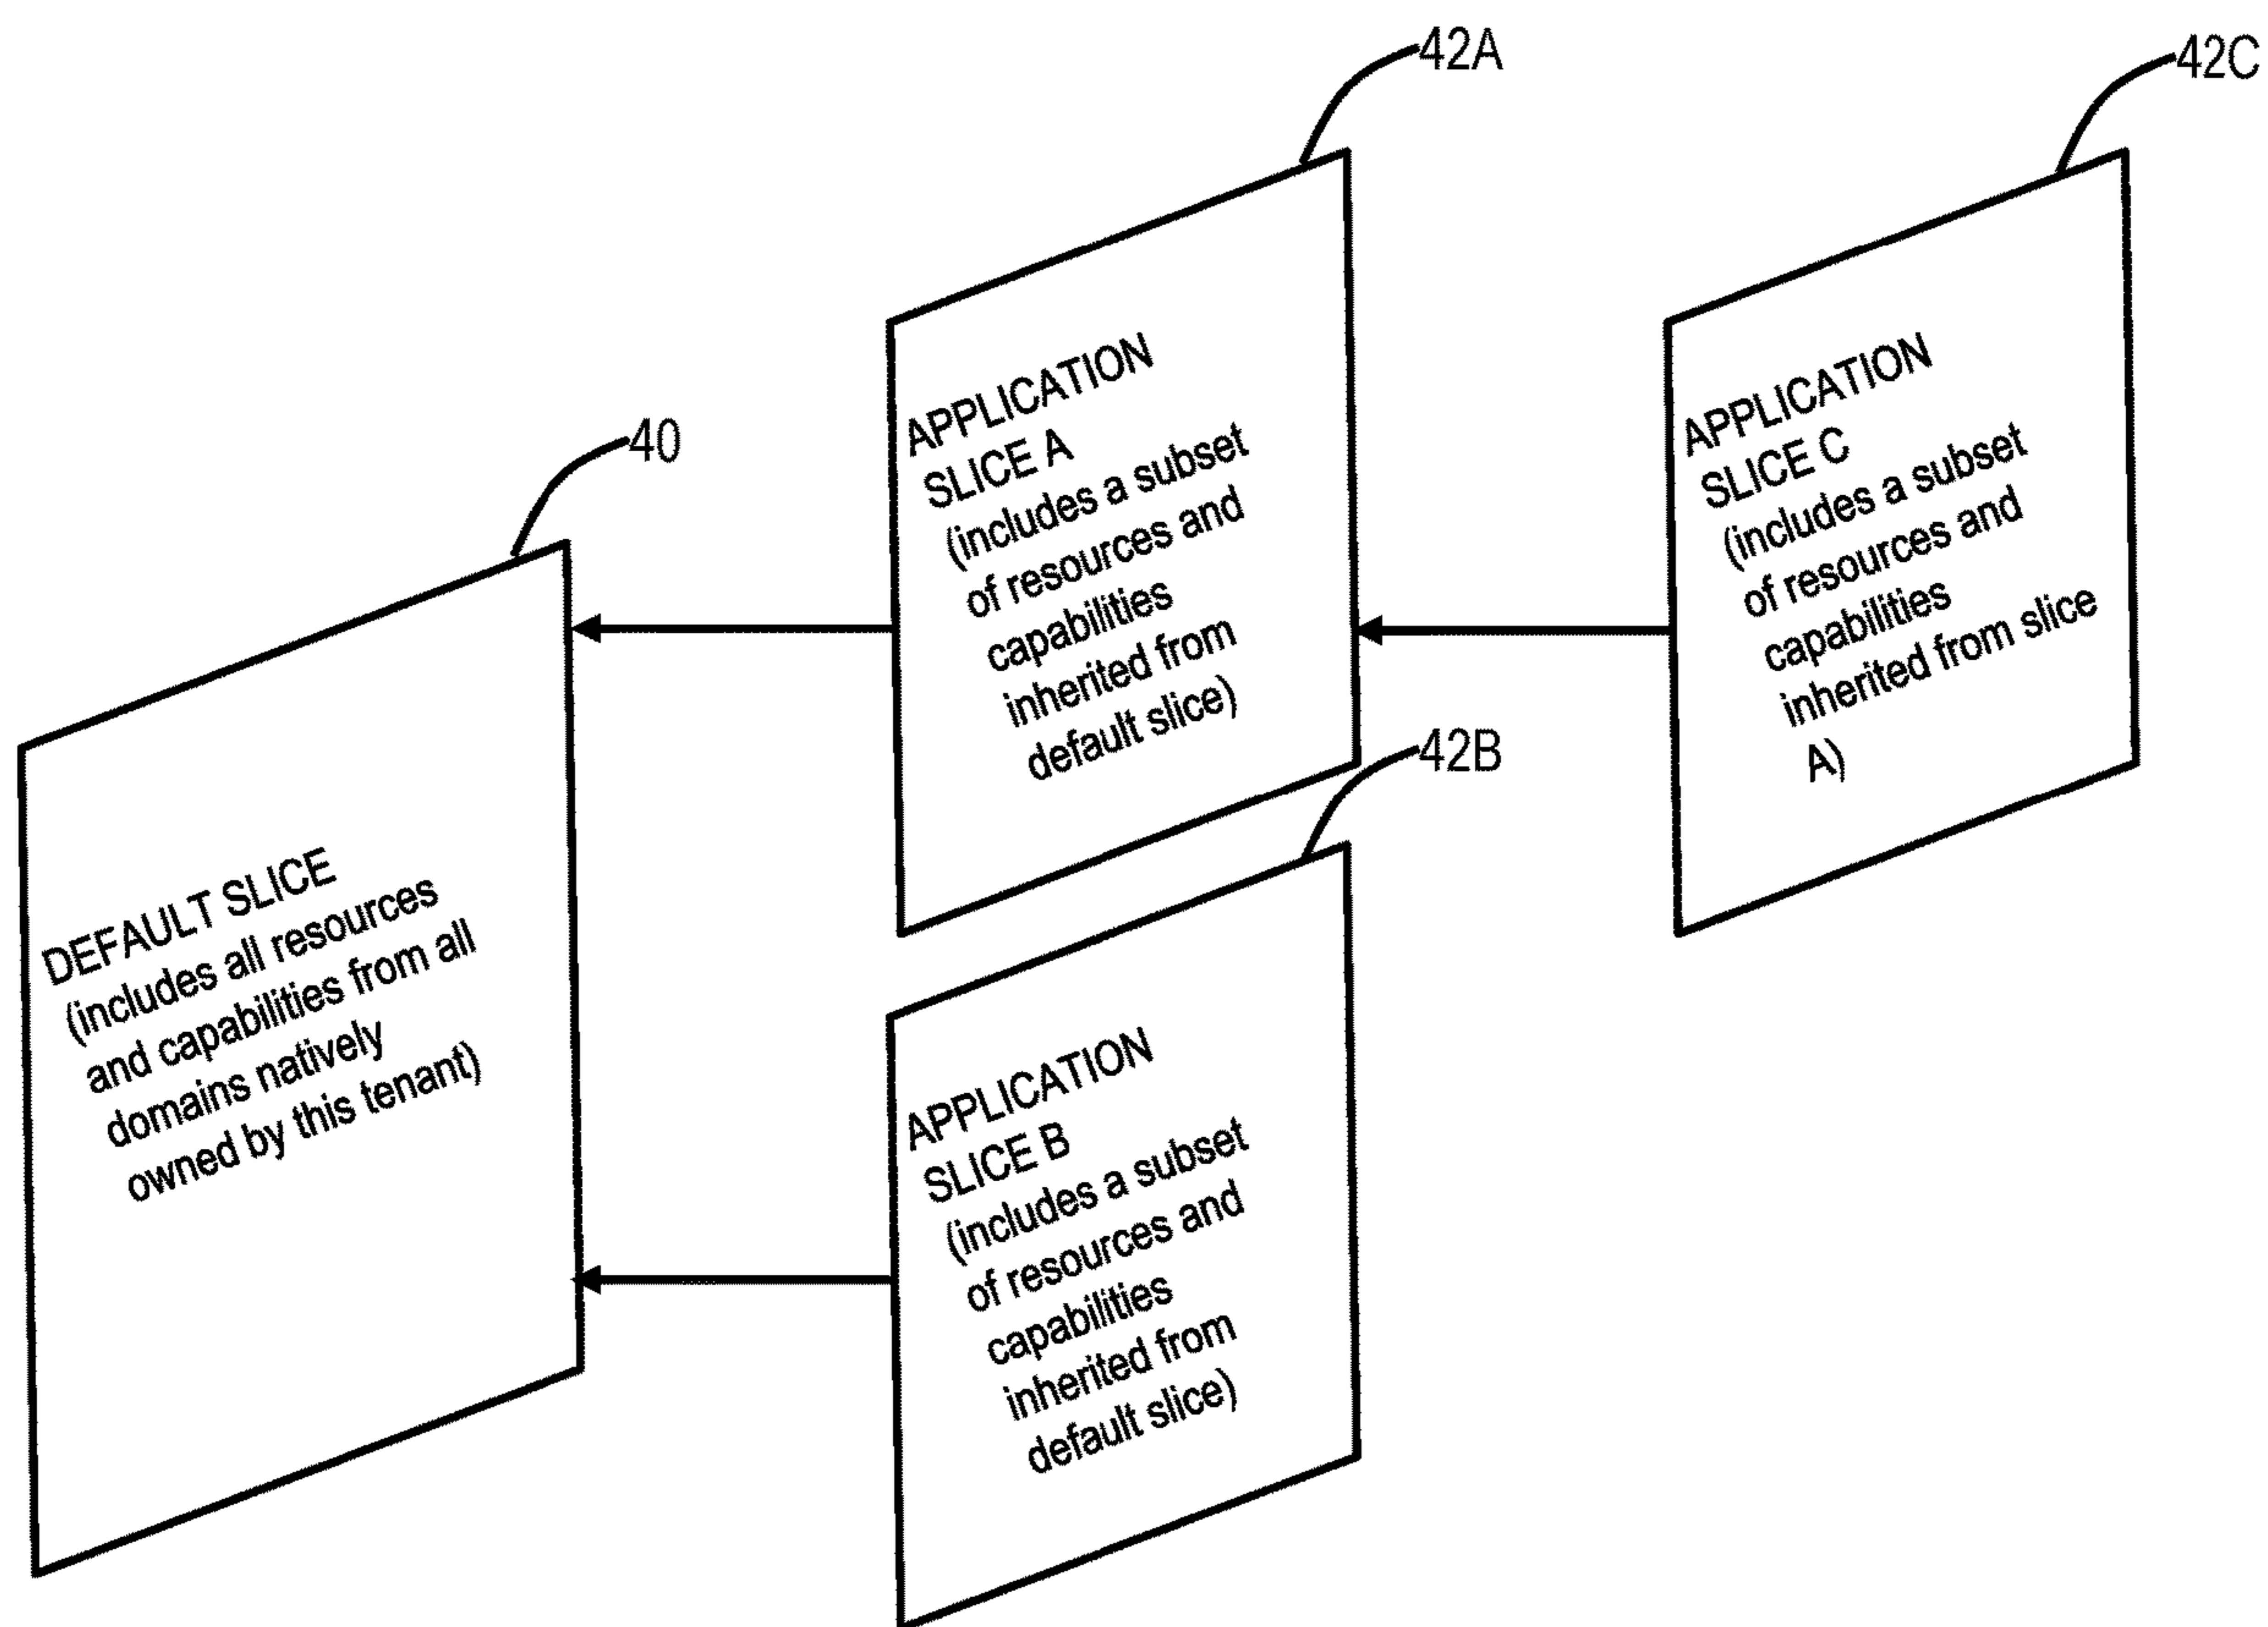 40
DEFAULT SLICE
(includes all resources
and capabilities from all
domains natively
owned by this tenant)
42A
APPLICATION
SLICE A
(includes a subset
of resources and
capabilities
inherited from
default slice)
42B
APPLICATION
SLICE B
(includes a subset
of resources and
capabilities
inherited from
default slice)
42C
APPLICATION
SLICE C
(includes a subset
of resources and
capabilities
inherited from slice
A)